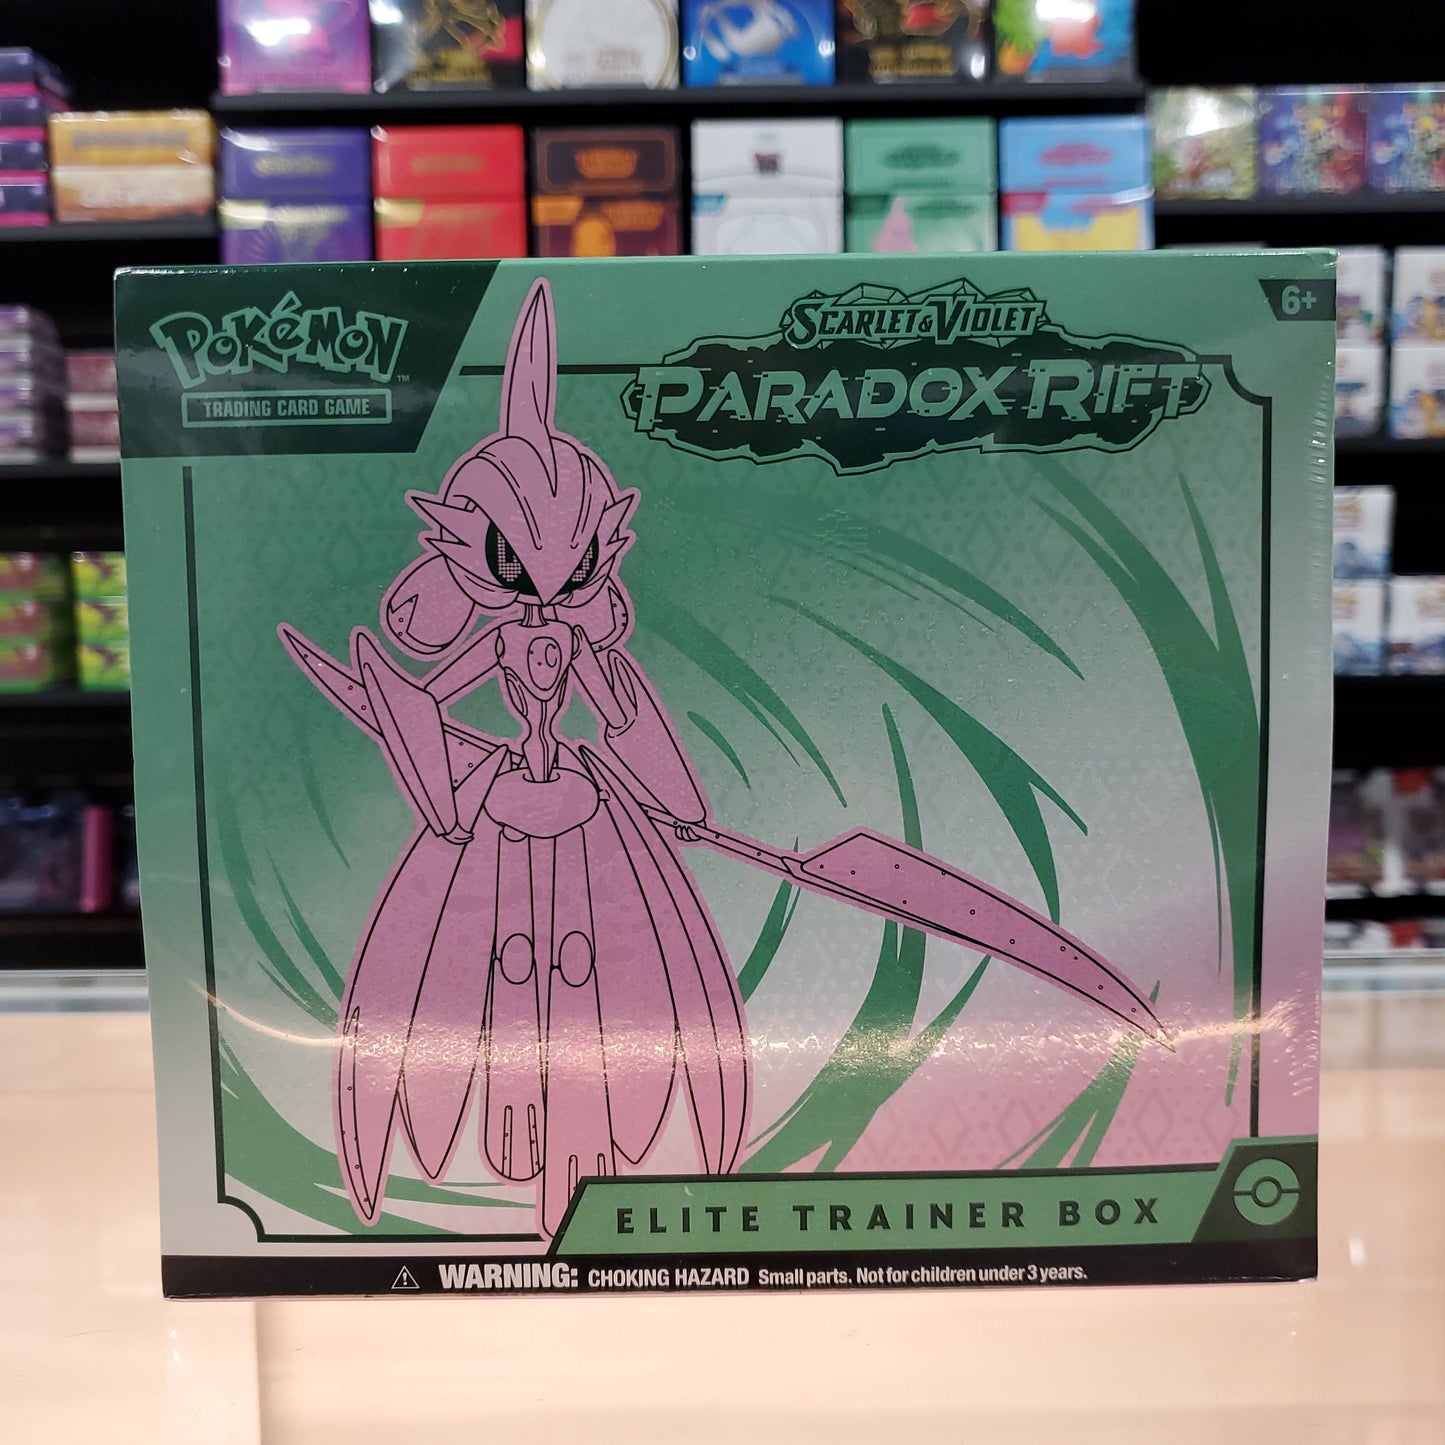 POKéMON
TM
TRADING CARD GAME
SCARLET & VIOLET
PARADOX RIFT
6+
ELITE TRAINER BOX
WARNING: CHOKING HAZARD Small parts. Not for children under 3 years.